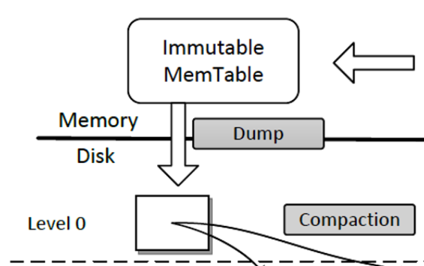 Immutable
MemTable
Memory
Dump
Disk
Level 0
Compaction